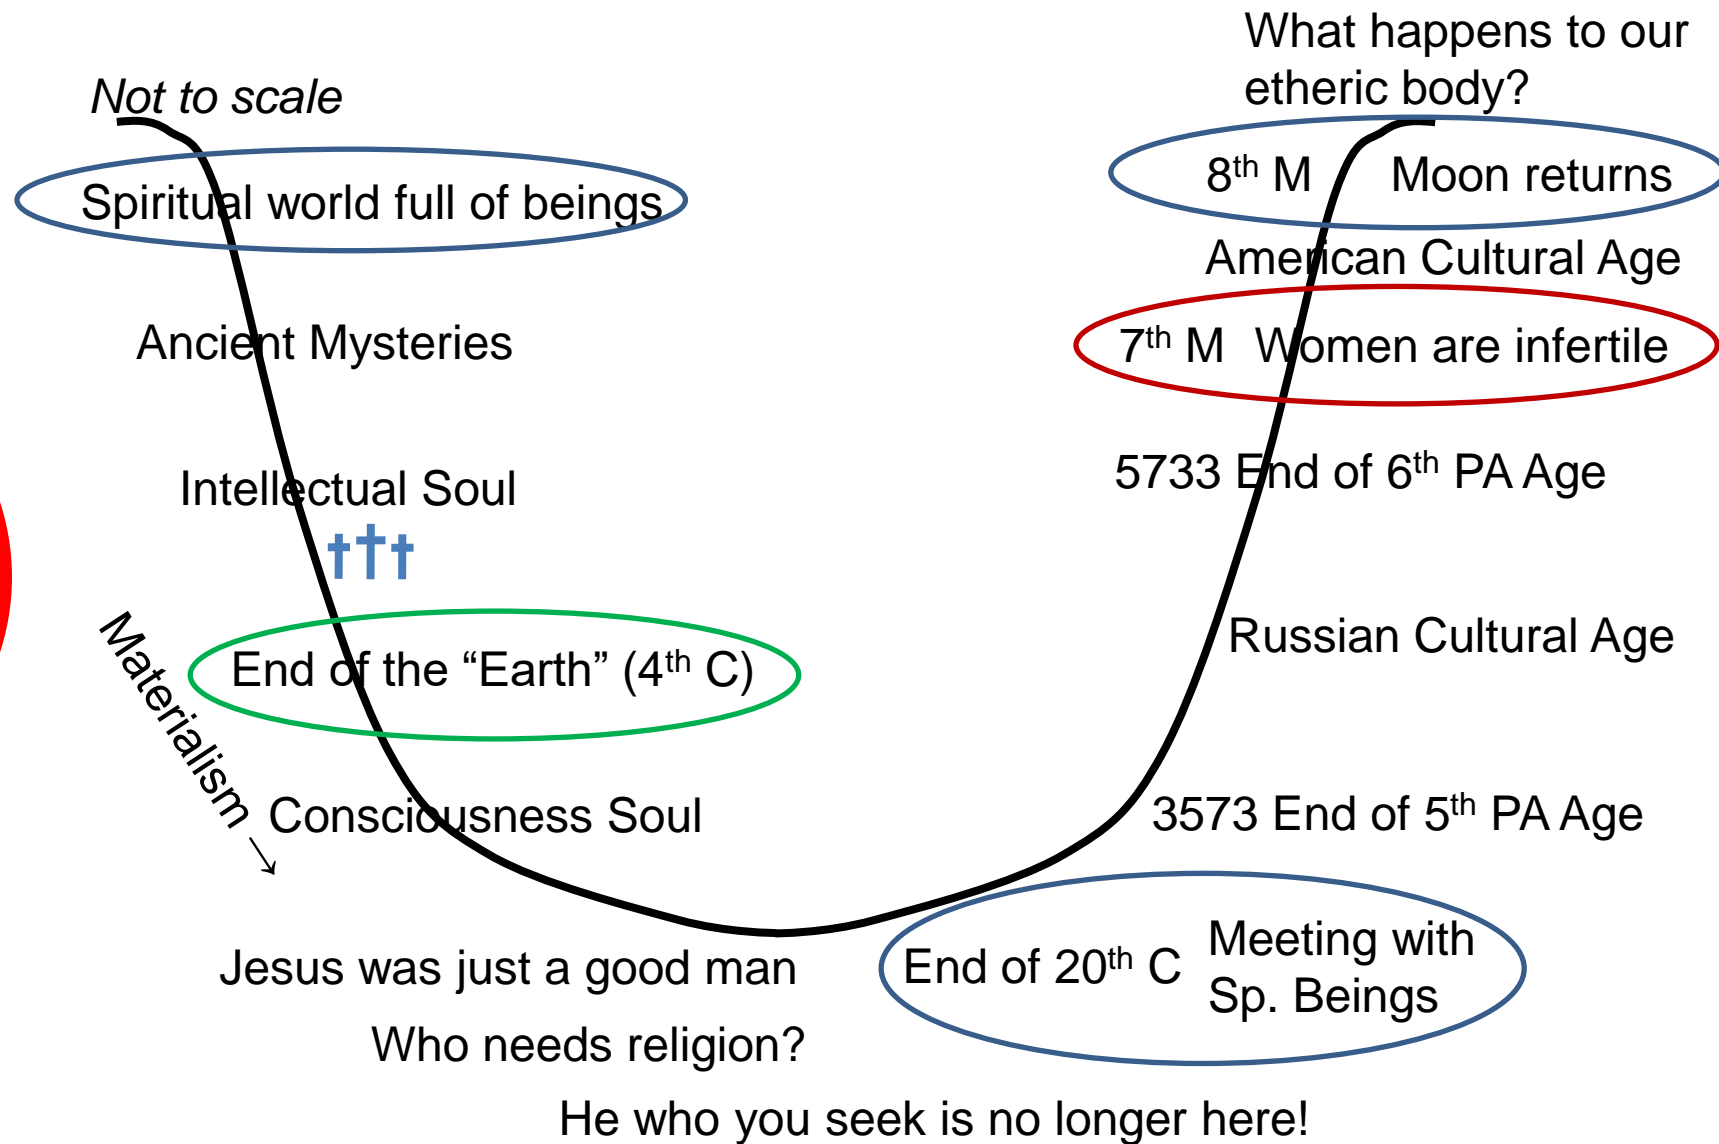 Not to scale
Spiritual world full of beings
Ancient Mysteries
Intellectual Soul
End of the “Earth” (4th C)
Materialism →
Consciousness Soul
Jesus was just a good man
Who needs religion?
He who you seek is no longer here!
What happens to our
etheric body?
8th M Moon returns
American Cultural Age
7th M Women are infertile
5733 End of 6th PA Age
Russian Cultural Age
3573 End of 5th PA Age
End of 20th C
Meeting with
Sp. Beings